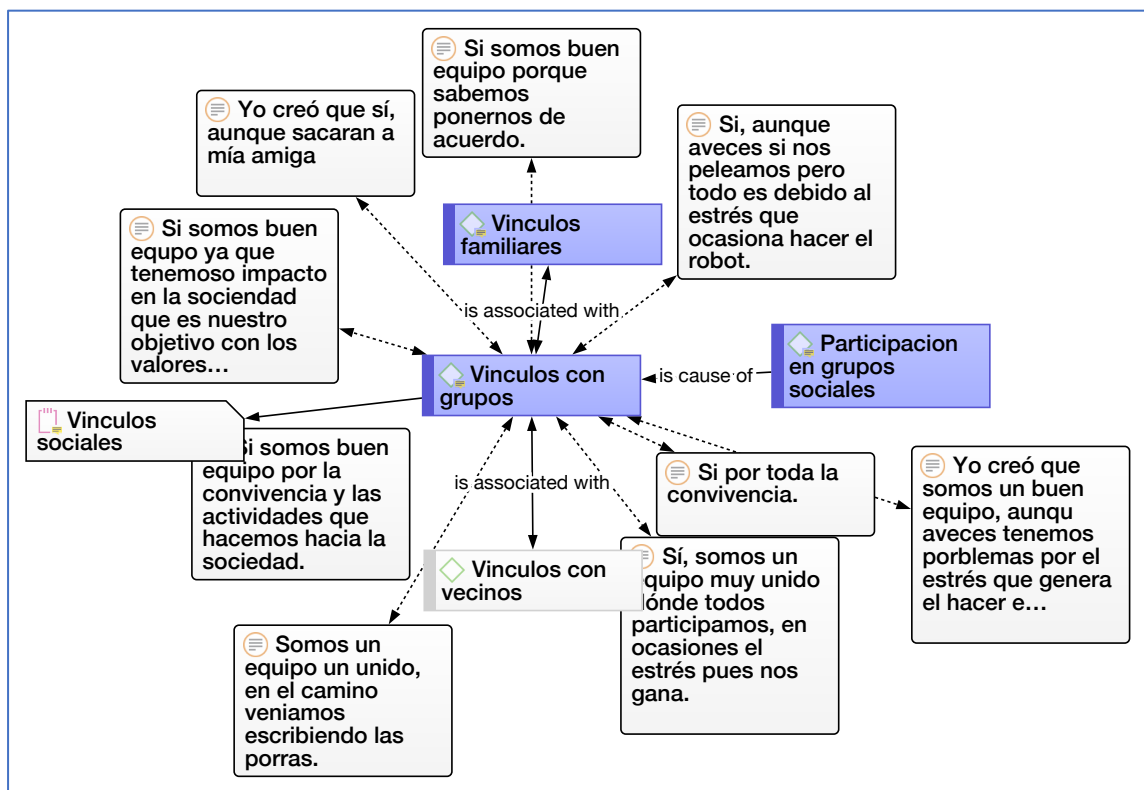 Si somos buen
equipo porque
sabemos
ponernos de
acuerdo.
Yo creó que sí,
aunque sacaran a
mía amiga
Si, aunque
aveces si nos
peleamos pero
todo es debido al
estrés que
ocasiona hacer el
robot.
Vinculos
familiares
Si somos buen
equpo ya que
tenemoso impacto
en la sociendad
que es nuestro
objetivo con los
valores…
is associated with
Participacion
en grupos
sociales
is cause of
Vinculos con
grupos
Vinculos
sociales
Si somos buen
equipo por la
convivencia y las
actividades que
hacemos hacia la
sociedad.
is associated with
Si por toda la
convivencia.
Yo creó que
somos un buen
equipo, aunqu
aveces tenemos
porblemas por el
estrés que genera
el hacer e…
Vinculos con
vecinos
Sí, somos un
equipo muy unido
dónde todos
participamos, en
ocasiones el
estrés pues nos
gana.
Somos un
equipo un unido,
en el camino
veniamos
escribiendo las
porras.